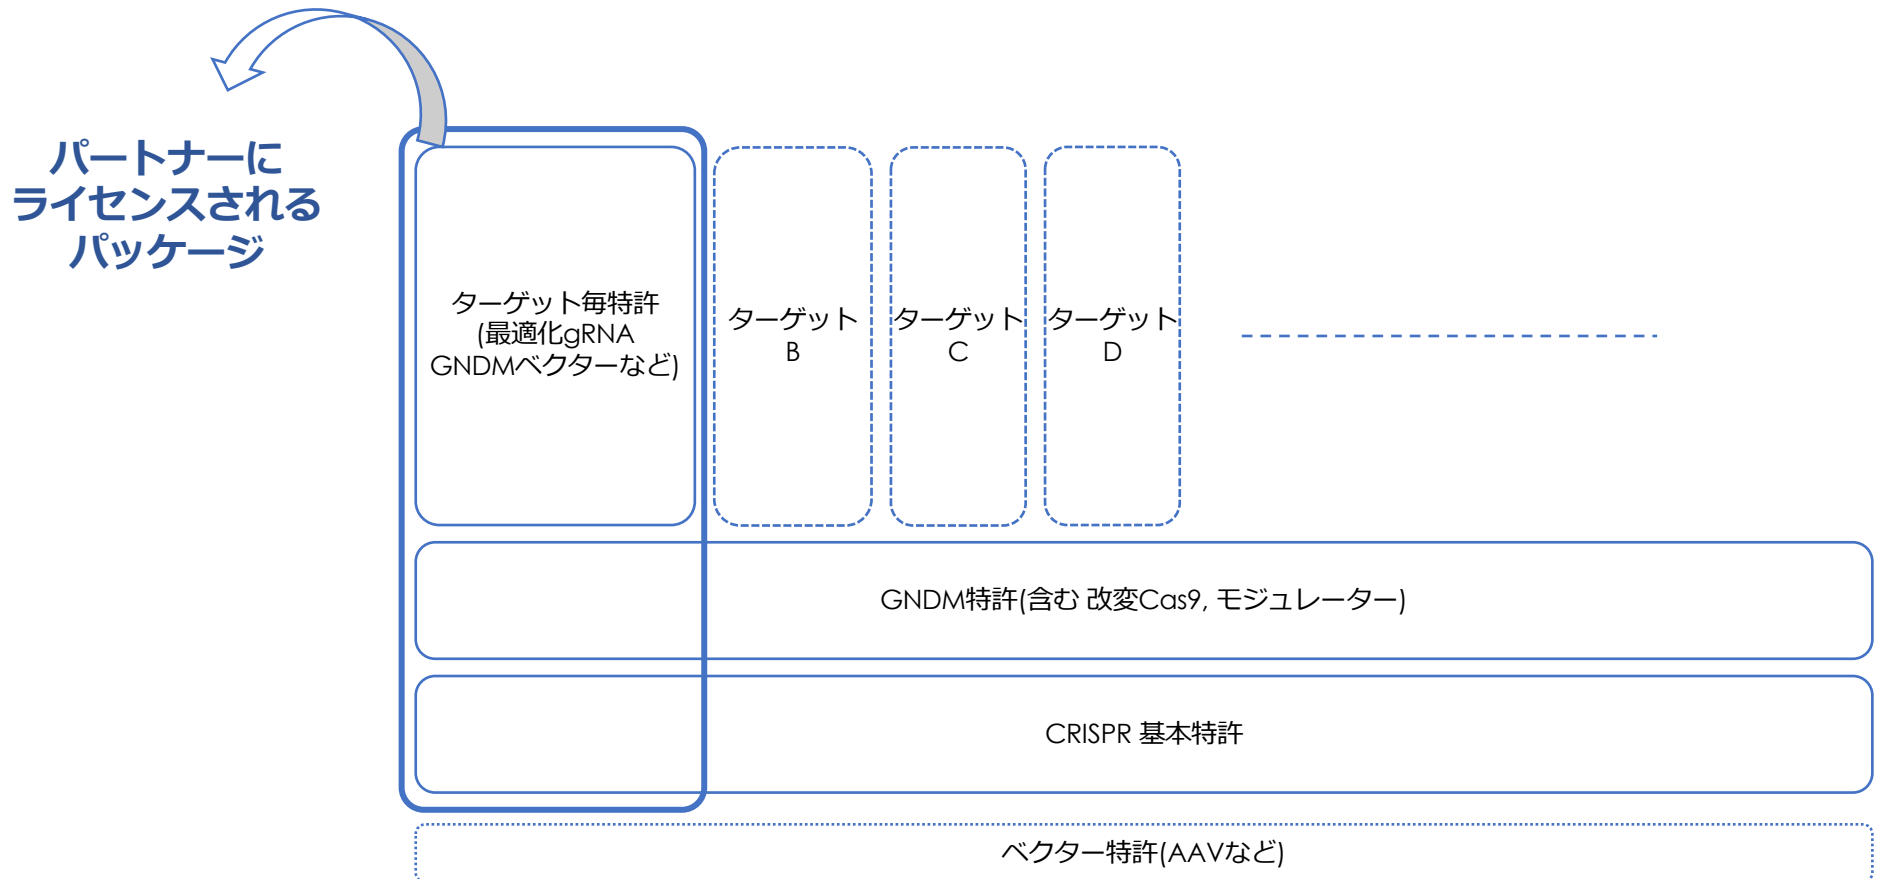 パートナーに
ライセンスされる
パッケージ
ターゲット毎特許
(最適化gRNA
GNDMベクターなど)
ターゲット
B
ターゲット
C
ターゲット
D
GNDM特許(含む 改変Cas9, モジュレーター)
CRISPR 基本特許
ベクター特許(AAVなど)